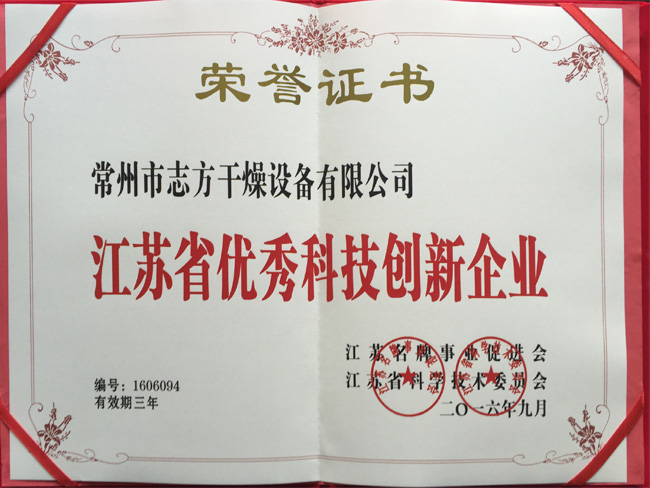 荣誉证书
常州市志方干燥设备有限公司
江苏省优秀科技创新企业
江苏名牌事业促进会
江苏省科学技术委员会
二〇一六年九月
编号：1606094
有效期三年